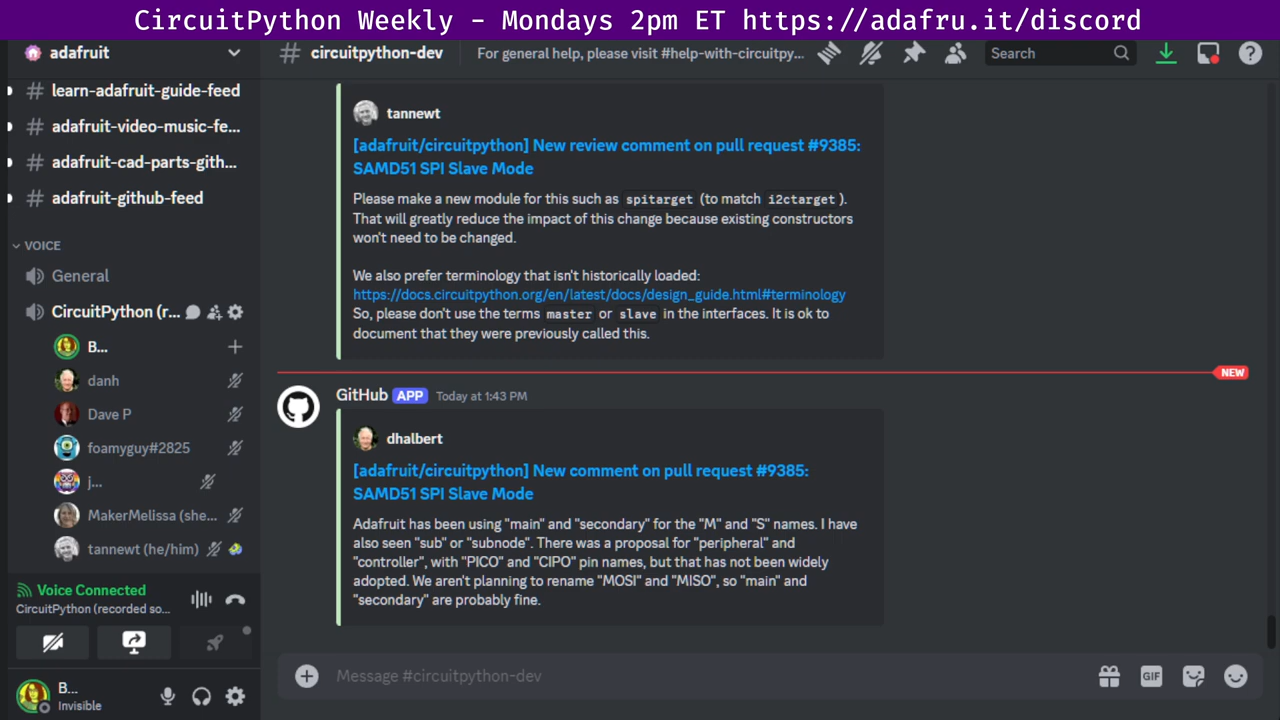 CircuitPython Weekly - Mondays 2pm ET https://adafru.it/discord
adafruit
learn-adafruit-guide-feed
adafruit-video-music-fe...
adafruit-cad-parts-gith...
adafruit-github-feed
VOICE
General
CircuitPython (r...
B...
danh
Dave P
foamyguy#2825
j...
MakerMelissa (she...
tannewt (he/him)
Voice Connected
CircuitPython (recorded so...
B...
Invisible
# circuitpython-dev
For general help, please visit #help-with-circuitpy...
Search
tannewt
[adafruit/circuitpython] New review comment on pull request #9385:
SAMD51 SPI Slave Mode
Please make a new module for this such as spitarget (to match i2ctarget ).
That will greatly reduce the impact of this change because existing constructors
won't need to be changed.
We also prefer terminology that isn't historically loaded:
https://docs.circuitpython.org/en/latest/docs/design_guide.html#terminology
So, please don't use the terms master or slave in the interfaces. It is ok to
document that they were previously called this.
NEW
GitHub APP Today at 1:43 PM
dhalbert
[adafruit/circuitpython] New comment on pull request #9385:
SAMD51 SPI Slave Mode
Adafruit has been using "main" and "secondary" for the "M" and "S" names. I have
also seen "sub" or "subnode". There was a proposal for "peripheral" and
"controller", with "PICO" and "CIPO" pin names, but that has not been widely
adopted. We aren't planning to rename "MOSI" and "MISO", so "main" and
"secondary" are probably fine.
Message #circuitpython-dev
GIF